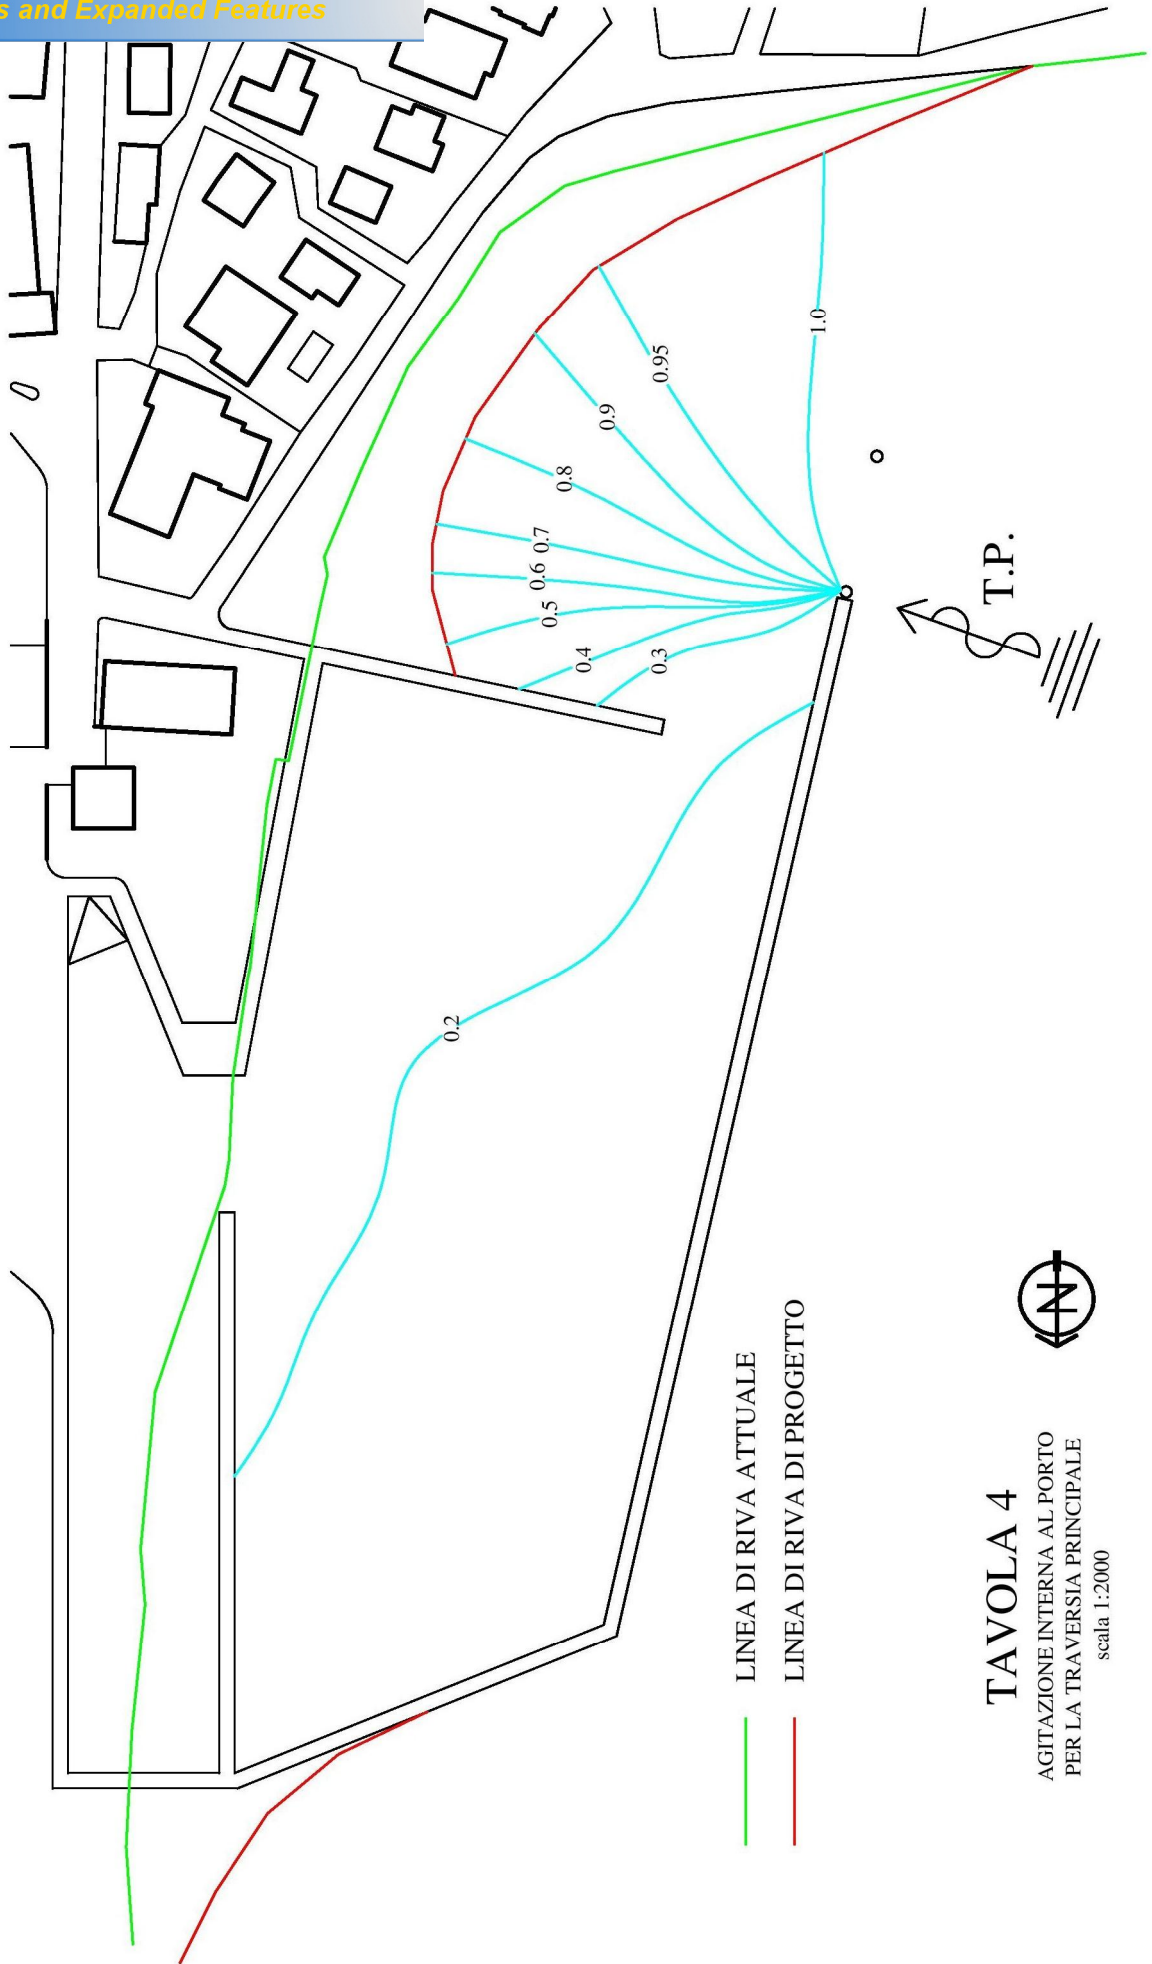 s and Expanded Features
1.0
0.95
0.9
0.8
0.7
0.6
0.5
0.4
0.3
0.2
T.P.
LINEA DI RIVA ATTUALE
LINEA DI RIVA DI PROGETTO
N
TAVOLA 4
AGITAZIONE INTERNA AL PORTO
PER LA TRAVERSIA PRINCIPALE
scala 1:2000